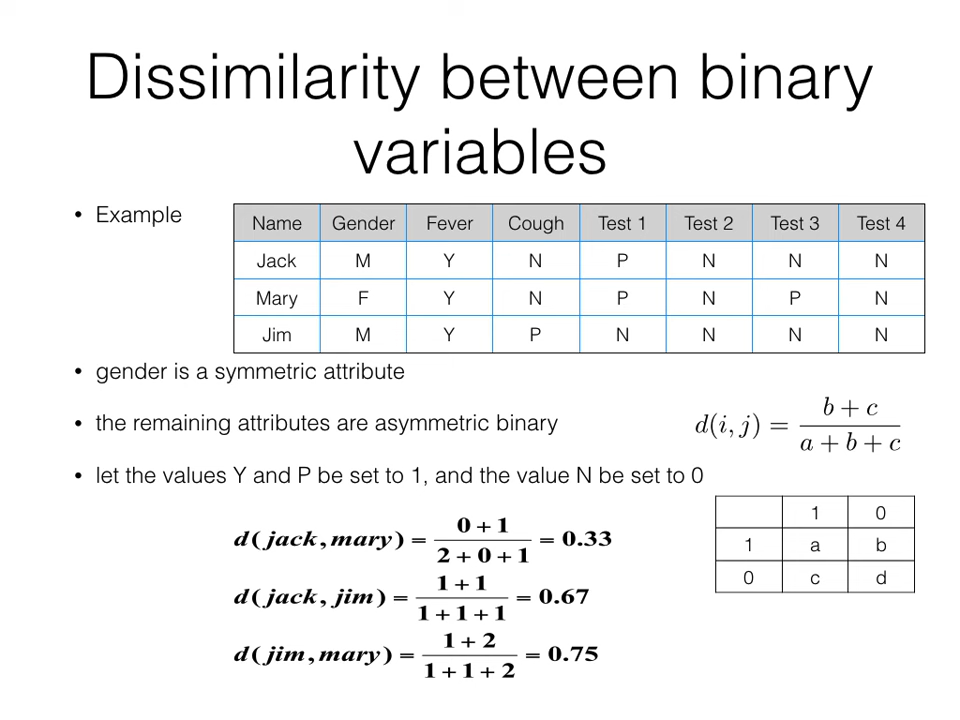 Dissimilarity between binary
variables
• Example
Name Gender Fever Cough Test 1 Test 2 Test 3 Test 4
Jack M Y N P N N N
Mary F Y N P N P N
Jim M Y P N N N N
• gender is a symmetric attribute
• the remaining attributes are asymmetric binary
d(i, j) = (b + c) / (a + b + c)
• let the values Y and P be set to 1, and the value N be set to 0
1 0
1 a b
0 c d
d(jack, mary) = (0 + 1) / (2 + 0 + 1) = 0.33
d(jack, jim) = (1 + 1) / (1 + 1 + 1) = 0.67
d(jim, mary) = (1 + 2) / (1 + 1 + 2) = 0.75